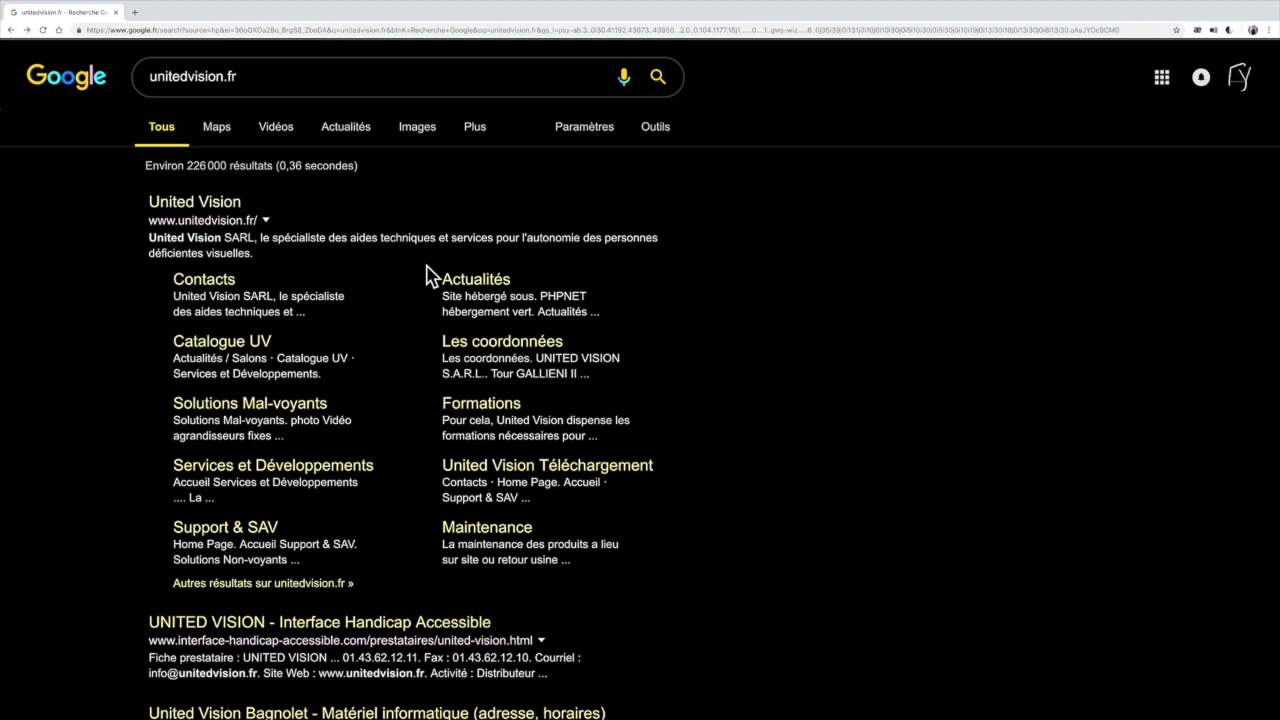 unitedvision.fr - Recherche Go
Google
unitedvision.fr
Tous
Maps
Vidéos
Actualités
Images
Plus
Paramètres
Outils
Environ 226 000 résultats (0,36 secondes)
United Vision
www.unitedvision.fr/
United Vision SARL, le spécialiste des aides techniques et services pour l'autonomie des personnes
déficientes visuelles.
Contacts
United Vision SARL, le spécialiste
des aides techniques et ...
Actualités
Site hébergé sous. PHPNET
hébergement vert. Actualités ...
Catalogue UV
Actualités / Salons · Catalogue UV ·
Services et Développements.
Les coordonnées
Les coordonnées. UNITED VISION
S.A.R.L.. Tour GALLIENI II ...
Solutions Mal-voyants
Solutions Mal-voyants. photo Vidéo
agrandisseurs fixes ...
Formations
Pour cela, United Vision dispense les
formations nécessaires pour ...
Services et Développements
Accueil Services et Développements
.... La ...
United Vision Téléchargement
Contacts · Home Page. Accueil ·
Support & SAV ...
Support & SAV
Home Page. Accueil Support & SAV.
Solutions Non-voyants ...
Maintenance
La maintenance des produits a lieu
sur site ou retour usine ...
Autres résultats sur unitedvision.fr »
UNITED VISION - Interface Handicap Accessible
www.interface-handicap-accessible.com/prestataires/united-vision.html
Fiche prestataire : UNITED VISION ... 01.43.62.12.11. Fax : 01.43.62.12.10. Courriel :
info@unitedvision.fr. Site Web : www.unitedvision.fr. Activité : Distributeur ...
United Vision Bagnolet - Matériel informatique (adresse, horaires)